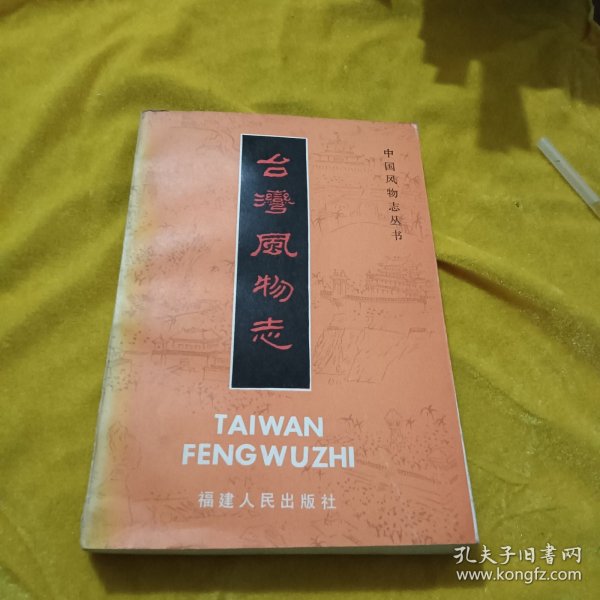 台灣風物志
中国风物志丛书
TAIWAN
FENGWUZHI
福建人民出版社
孔夫子旧书网
www.kongfz.com